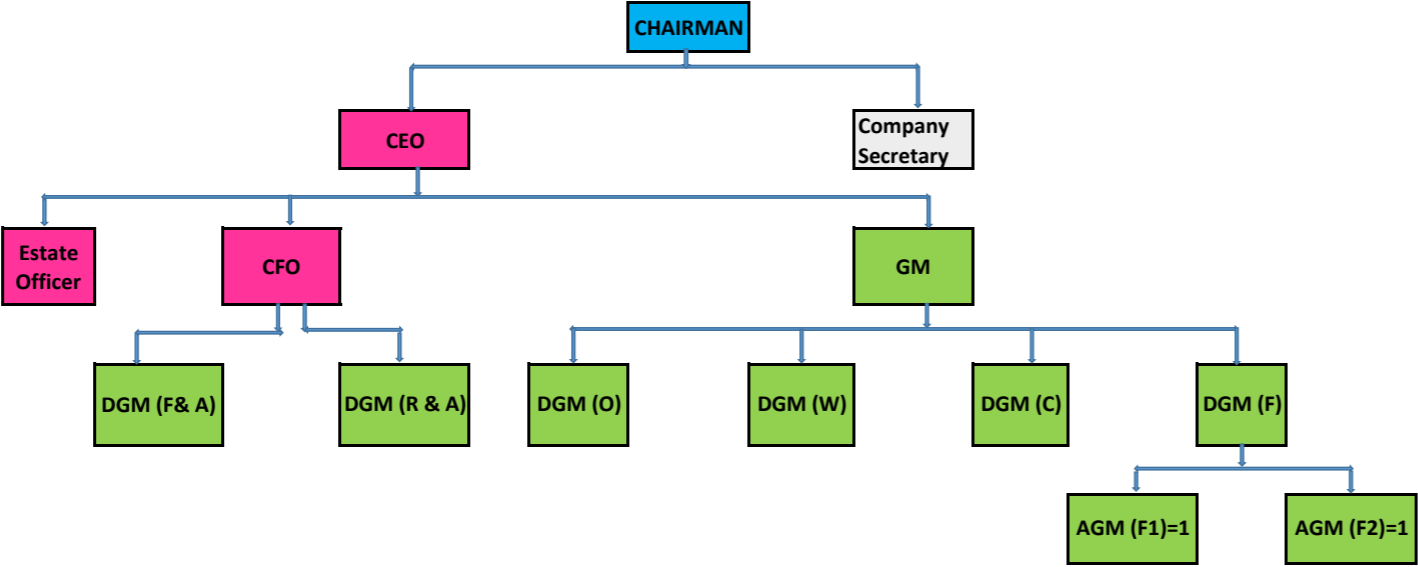 CHAIRMAN
CEO
Company
Secretary
Estate
Officer
CFO
GM
DGM (F& A)
DGM (R & A)
DGM (O)
DGM (W)
DGM (C)
DGM (F)
AGM (F1)=1
AGM (F2)=1